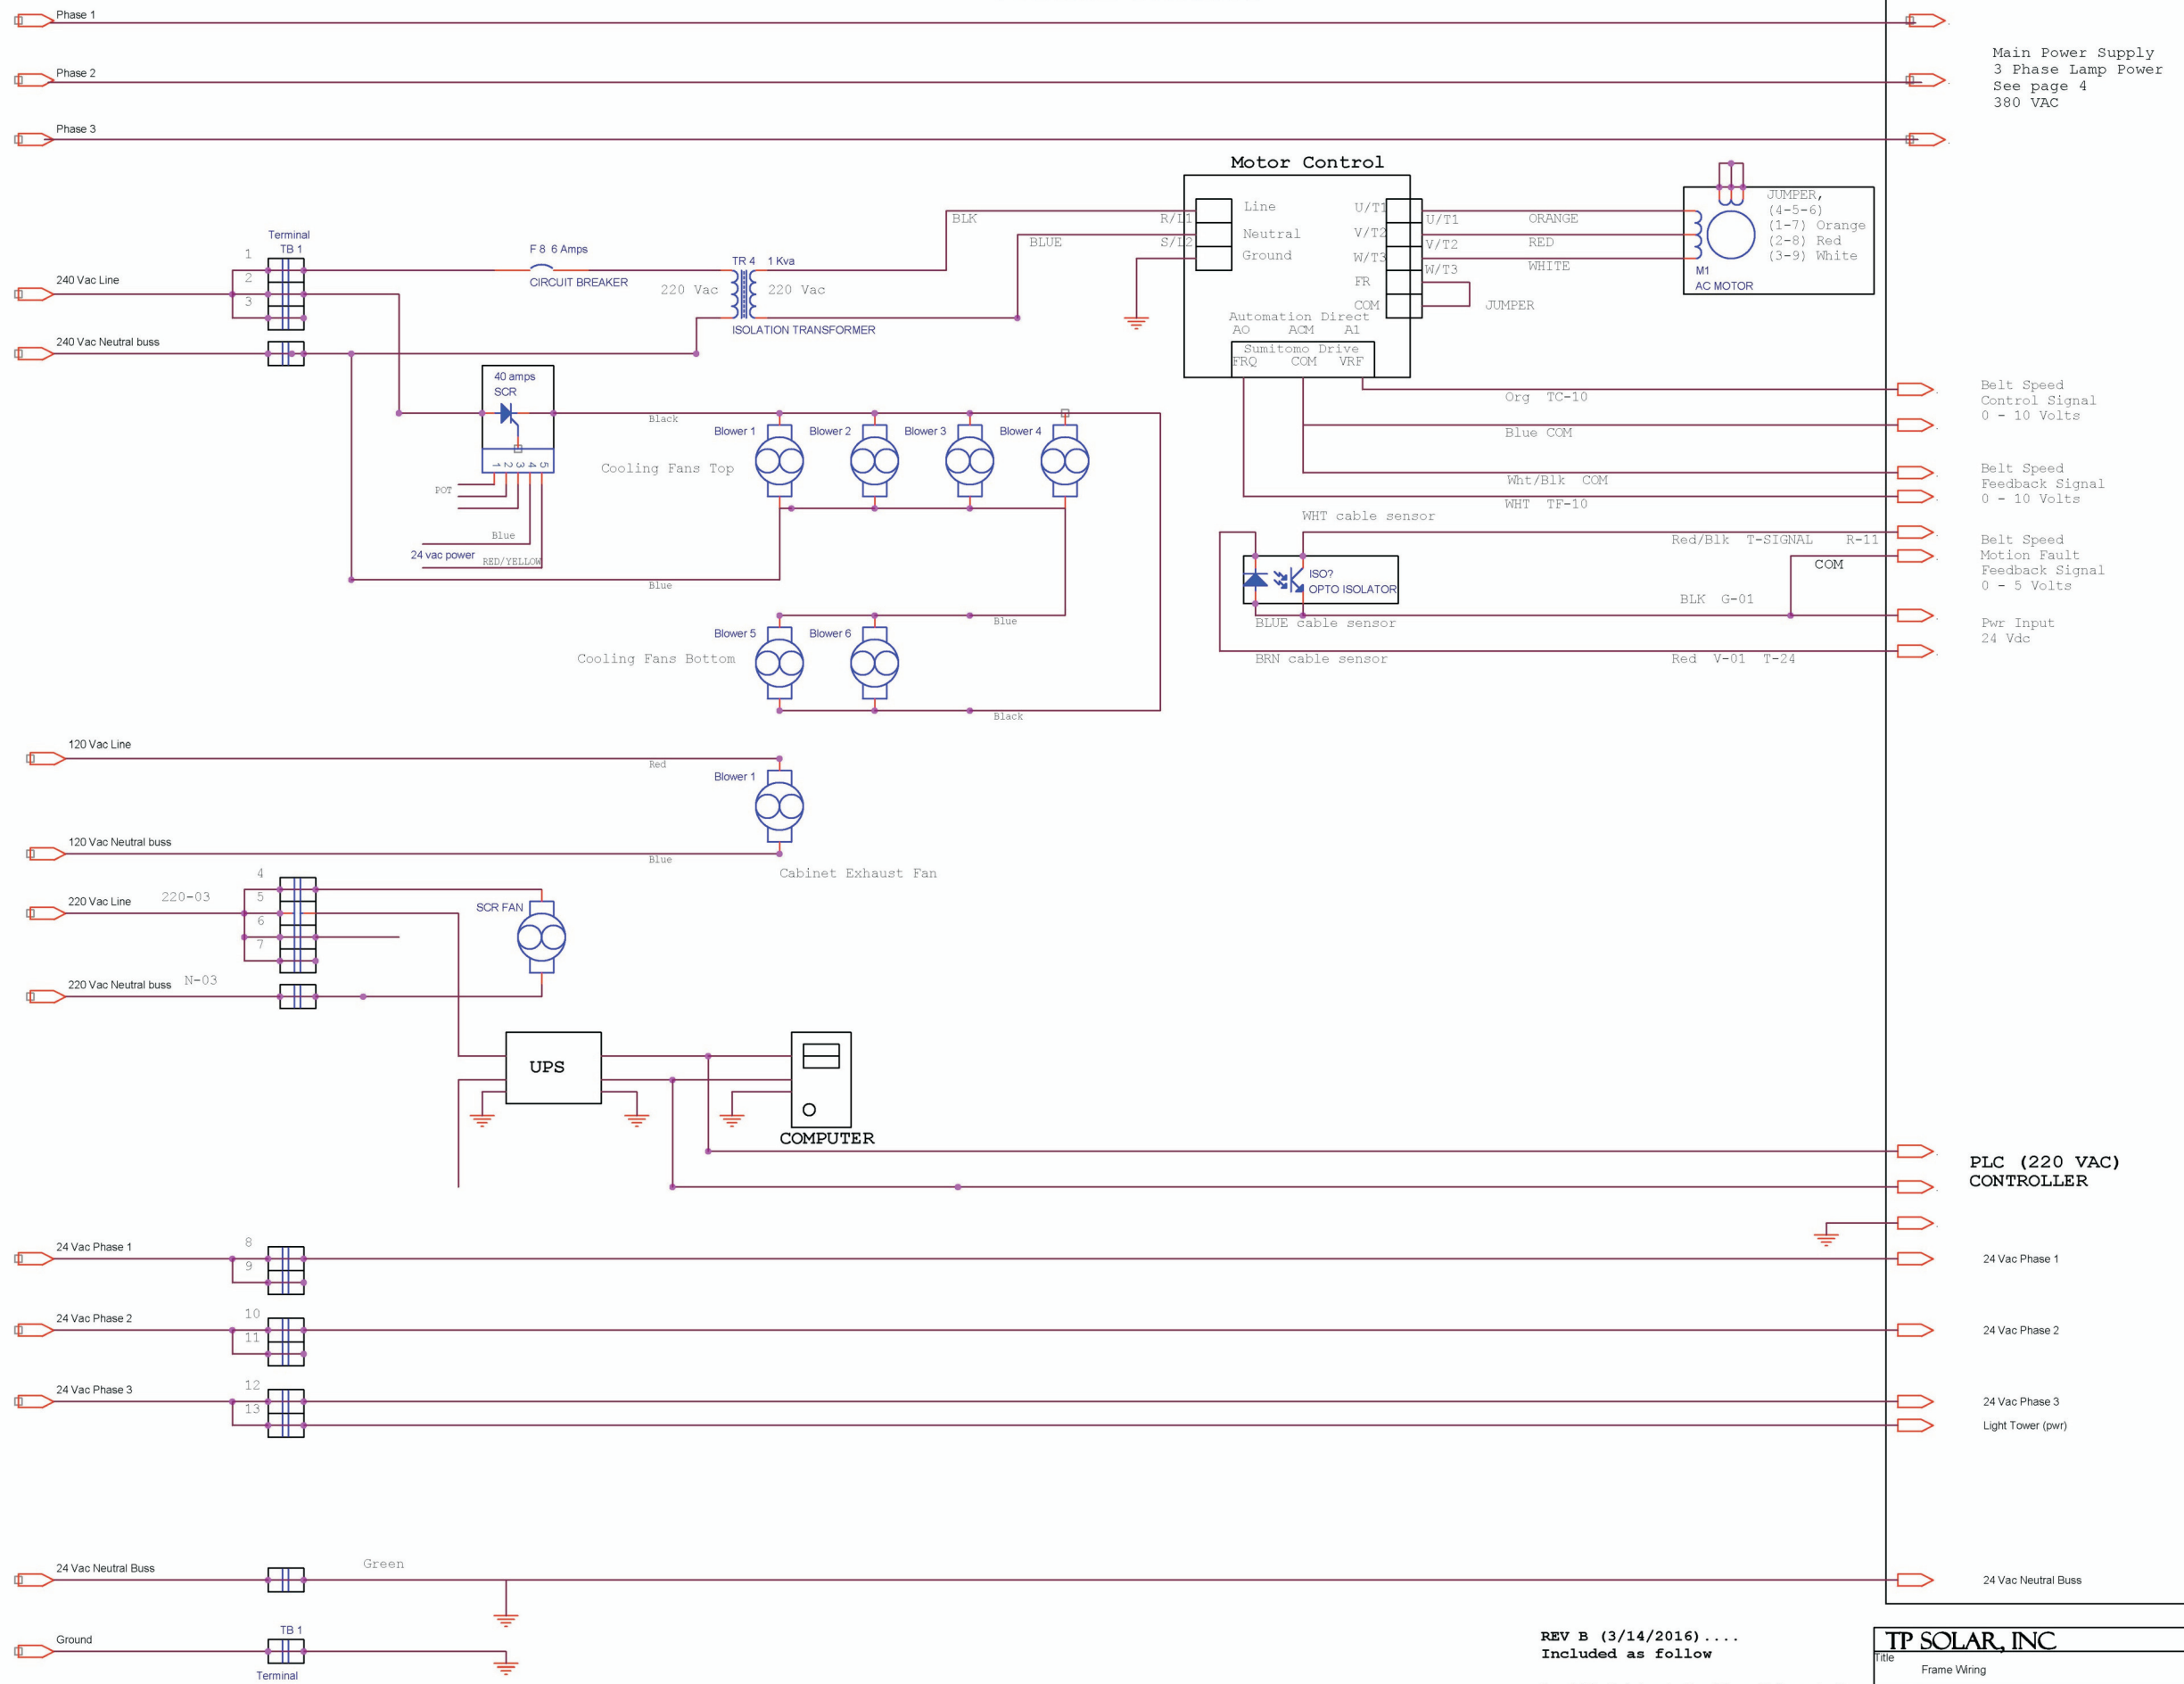 Phase 1
Phase 2
Phase 3
Main Power Supply
3 Phase Lamp Power
See page 4
380 VAC
Motor Control
R/L1
S/L2
Line
Neutral
Ground
U/T1
V/T2
W/T3
FR
COM
U/T1
V/T2
W/T3
ORANGE
RED
WHITE
JUMPER
Automation Direct
AO ACM A1
Sumitomo Drive
FRQ COM VRF
JUMPER,
(4-5-6)
(1-7) Orange
(2-8) Red
(3-9) White
M1
AC MOTOR
BLK
BLUE
Terminal
TB 1
1
2
3
240 Vac Line
240 Vac Neutral buss
F 8 6 Amps
CIRCUIT BREAKER
TR 4 1 Kva
220 Vac
220 Vac
ISOLATION TRANSFORMER
40 amps
SCR
1 2 3 4 5
POT
Blue
24 vac power
RED/YELLOW
Black
Blower 1
Blower 2
Blower 3
Blower 4
Cooling Fans Top
Blue
Blue
Blower 5
Blower 6
Cooling Fans Bottom
Black
Org TC-10
Blue COM
Belt Speed
Control Signal
0 - 10 Volts
Wht/Blk COM
WHT TF-10
Belt Speed
Feedback Signal
0 - 10 Volts
WHT cable sensor
Red/Blk T-SIGNAL R-11
COM
ISO?
OPTO ISOLATOR
BLK G-01
BLUE cable sensor
BRN cable sensor
Red V-01 T-24
Belt Speed
Motion Fault
Feedback Signal
0 - 5 Volts
Pwr Input
24 Vdc
120 Vac Line
Red
Blower 1
120 Vac Neutral buss
Blue
Cabinet Exhaust Fan
4
5
6
7
220 Vac Line
220-03
SCR FAN
220 Vac Neutral buss
N-03
UPS
COMPUTER
PLC (220 VAC)
CONTROLLER
24 Vac Phase 1
8
9
24 Vac Phase 1
24 Vac Phase 2
10
11
24 Vac Phase 2
24 Vac Phase 3
12
13
24 Vac Phase 3
Light Tower (pwr)
24 Vac Neutral Buss
Green
24 Vac Neutral Buss
Ground
TB 1
Terminal
REV B (3/14/2016)....
Included as follow
TP SOLAR, INC
Title
Frame Wiring